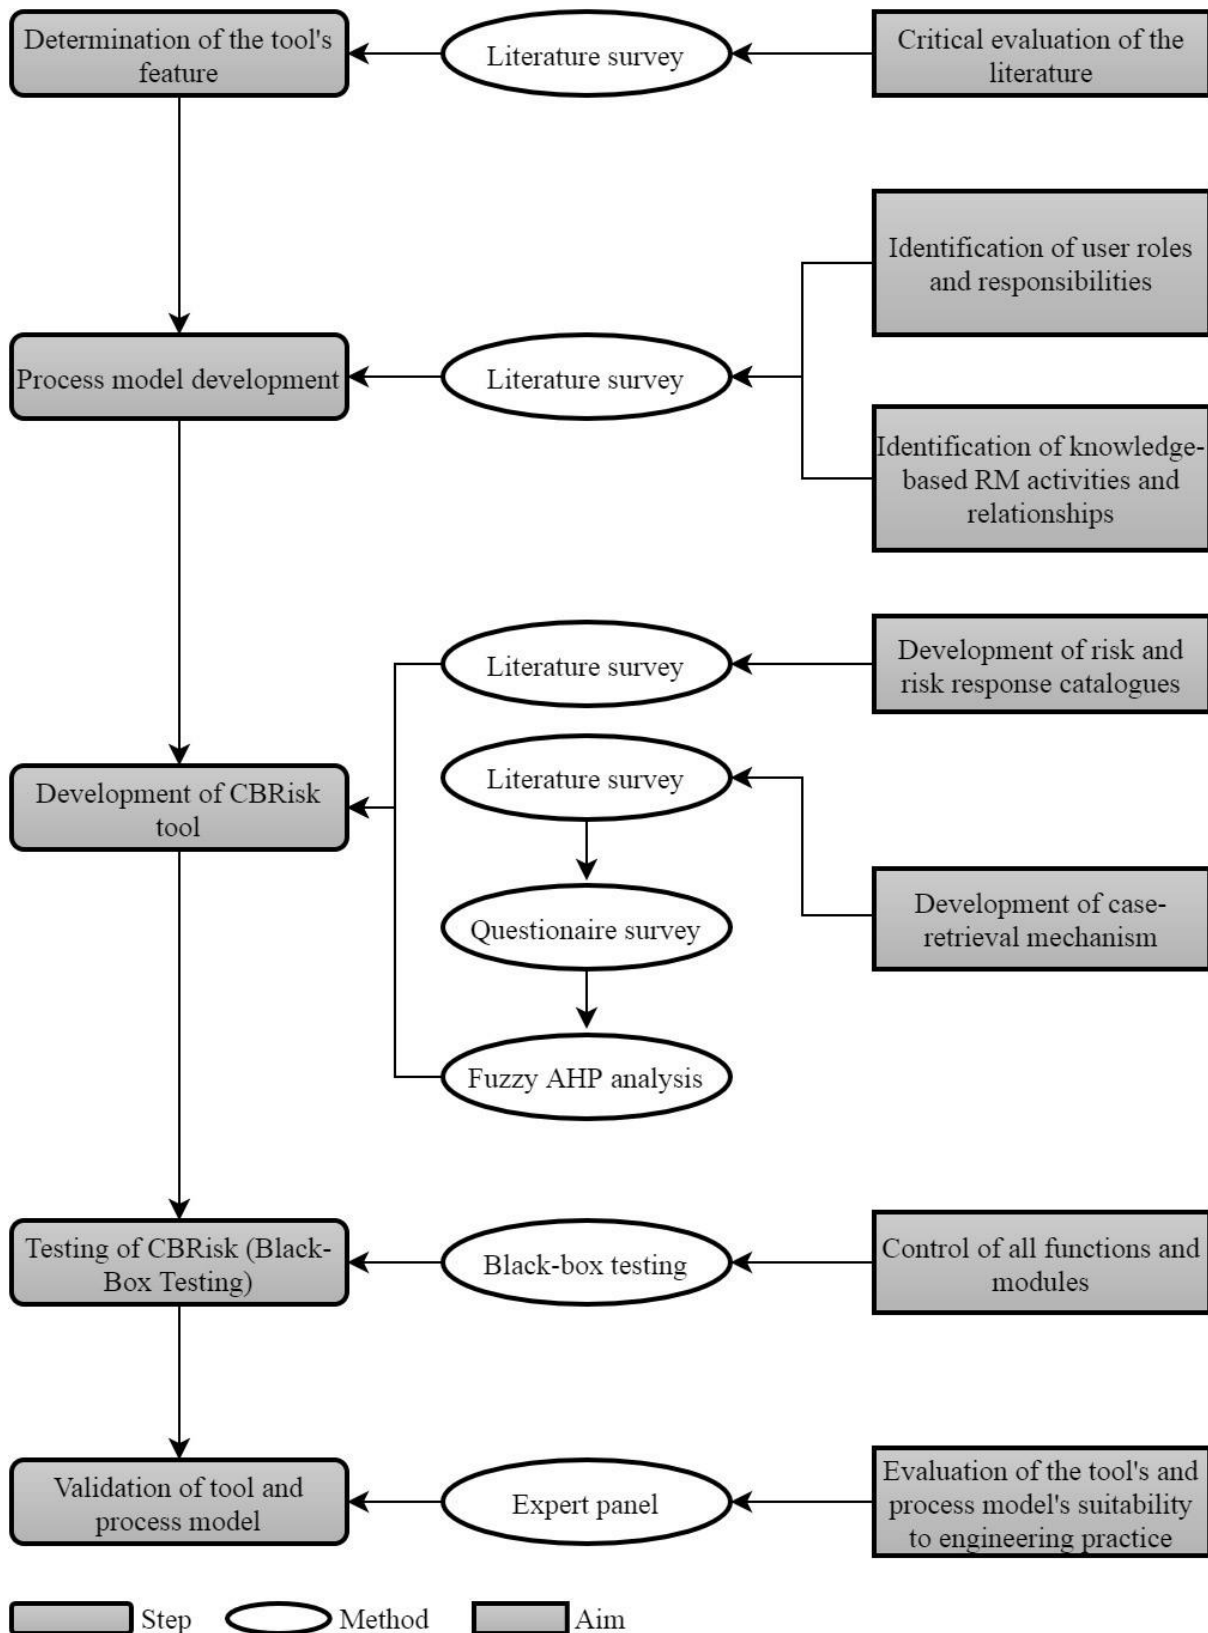 Determination of the tool's
feature
Literature survey
Critical evaluation of the
literature
Identification of user roles
and responsibilities
Process model development
Literature survey
Identification of knowledge-
based RM activities and
relationships
Literature survey
Development of risk and
risk response catalogues
Development of CBRisk
tool
Literature survey
Questionaire survey
Development of case-
retrieval mechanism
Fuzzy AHP analysis
Testing of CBRisk (Black-
Box Testing)
Black-box testing
Control of all functions and
modules
Validation of tool and
process model
Expert panel
Evaluation of the tool's and
process model's suitability
to engineering practice
Step
Method
Aim